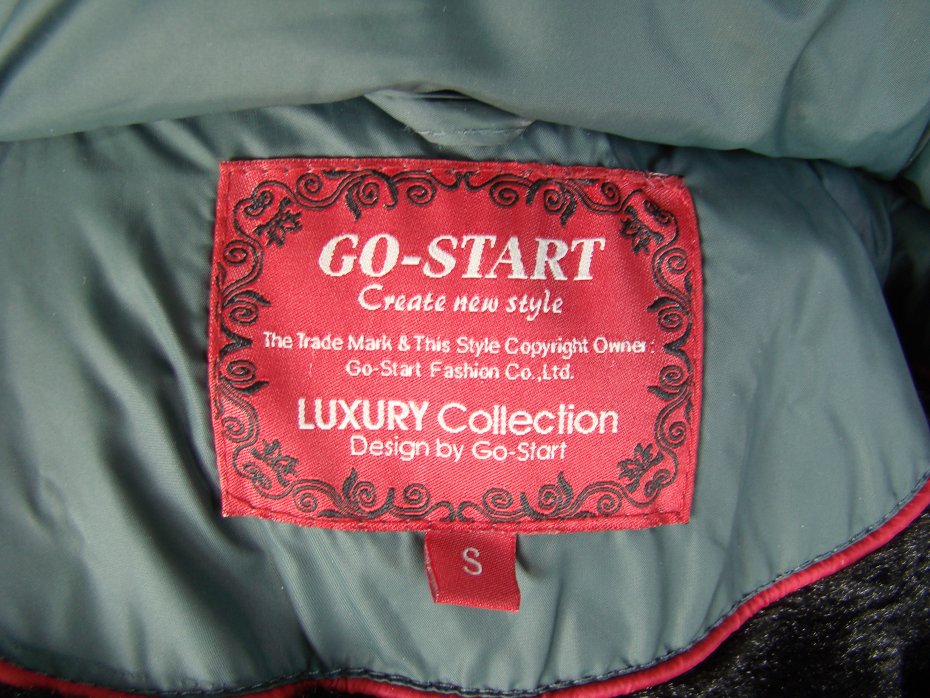 GO-START
Create new style
The Trade Mark & This Style Copyright Owner:
Go-Start Fashion Co.,Ltd.
LUXURY Collection
Design by Go-Start
S